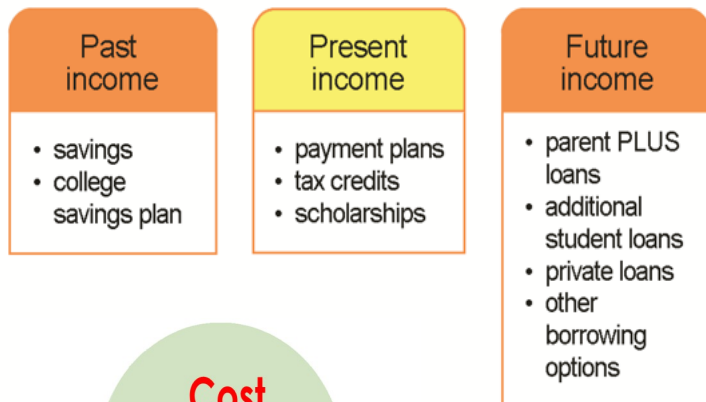 Past
income
• savings
• college
savings plan
Present
income
• payment plans
• tax credits
• scholarships
Future
income
• parent PLUS
loans
• additional
student loans
• private loans
• other
borrowing
options
Cost